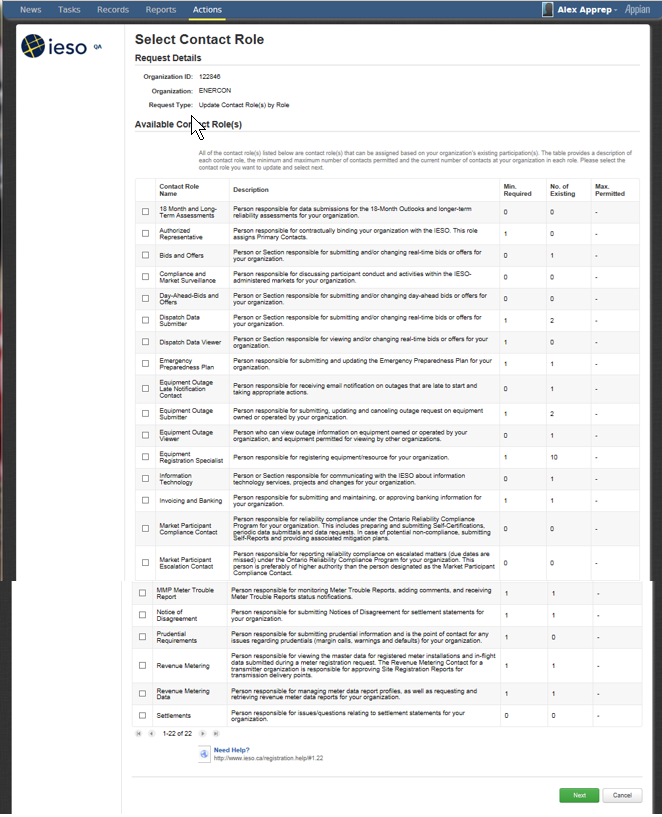 News Tasks Records Reports Actions Alex Apprep Appian
ieso QA
Select Contact Role
Request Details
Organization ID: 122846
Organization: ENERCON
Request Type: Update Contact Role(s) by Role
Available Contact Role(s)
All of the contact role(s) listed below are contact role(s) that can be assigned based on your organization's existing participation(s). The table provides a description of
each contact role, the minimum and maximum number of contacts permitted and the current number of contacts at your organization in each role. Please select the
contact role you want to update and select next.
Contact Role Name Description Min. Required No. of Existing Max. Permitted
18 Month and Long-
Term Assessments
Person responsible for data submissions for the 18-Month Outlooks and longer-term
reliability assessments for your organization.
0 0 -
Authorized
Representative
Person responsible for contractually binding your organization with the IESO. This role
assigns Primary Contacts.
1 0 -
Bids and Offers
Person or Section responsible for submitting and/or changing real-time bids or offers for
your organization.
0 1 -
Compliance and
Market Surveillance
Person responsible for discussing participant conduct and activities within the IESO-
administered markets for your organization.
0 0 -
Day-Ahead-Bids and
Offers
Person or Section responsible for submitting and/or changing day-ahead bids or offers for
your organization.
0 0 -
Dispatch Data
Submitter
Person or Section responsible for submitting and/or changing real-time bids or offers for
your organization.
1 2 -
Dispatch Data Viewer
Person or Section responsible for viewing and/or changing real-time bids or offers for your
organization.
1 0 -
Emergency
Preparedness Plan
Person responsible for submitting and updating the Emergency Preparedness Plan for your
organization.
1 1 -
Equipment Outage
Late Notification
Contact
Person responsible for receiving email notification on outages that are late to start and
taking appropriate actions.
0 1 -
Equipment Outage
Submitter
Person responsible for submitting, updating and canceling outage request on equipment
owned or operated by your organization.
1 2 -
Equipment Outage
Viewer
Person who can view outage information on equipment owned or operated by your
organization, and equipment permitted for viewing by other organizations.
0 1 -
Equipment
Registration Specialist
Person responsible for registering equipment/resource for your organization.
1 10 -
Information
Technology
Person or Section responsible for communicating with the IESO about information
technology services, projects and changes for your organization.
0 1 -
Invoicing and Banking
Person responsible for submitting and maintaining, or approving banking information for
your organization.
1 1 -
Market Participant
Compliance Contact
Person responsible for reliability compliance under the Ontario Reliability Compliance
Program for your organization. This includes preparing and submitting Self-Certifications,
periodic data submittals and data requests. In case of potential non-compliance, submitting
Self-Reports and providing associated mitigation plans.
0 0 -
Market Participant
Escalation Contact
Person responsible for reporting reliability compliance on escalated matters (due dates are
missed) under the Ontario Reliability Compliance Program for your organization. This
person is preferably of higher authority than the person designated as the Market Participant
Compliance Contact.
0 0 -
MMP Meter Trouble
Report
Person responsible for monitoring Meter Trouble Reports, adding comments, and receiving
Meter Trouble Reports status notifications.
1 1 -
Notice of
Disagreement
Person responsible for submitting Notices of Disagreement for settlement statements for
your organization.
1 1 -
Prudential
Requirements
Person responsible for submitting prudential information and is the point of contact for any
issues regarding prudentials (margin calls, warnings and defaults) for your organization.
1 0 -
Revenue Metering
Person responsible for viewing the master data for registered meter installations and in-flight
data submitted during a meter registration request. The Revenue Metering Contact for a
transmitter organization is responsible for approving Site Registration Reports for
transmission delivery points.
1 1 -
Revenue Metering
Data
Person responsible for managing meter data report profiles, as well as requesting and
retrieving revenue meter data reports for your organization.
1 1 -
Settlements
Person responsible for issues/questions relating to settlement statements for your
organization.
0 0 -
1-22 of 22
Need Help?
http://www.ieso.ca/registration.help/#1.22
Next Cancel